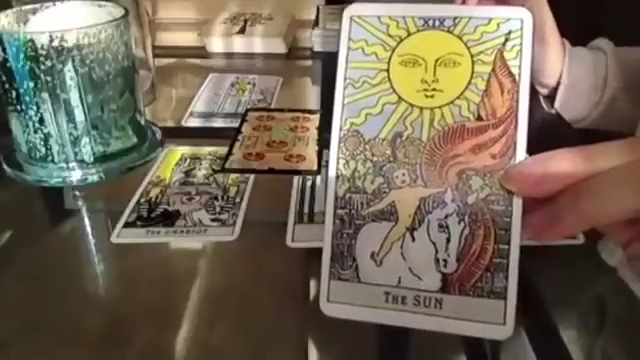 XIX
THE SUN
THE CHARIOT